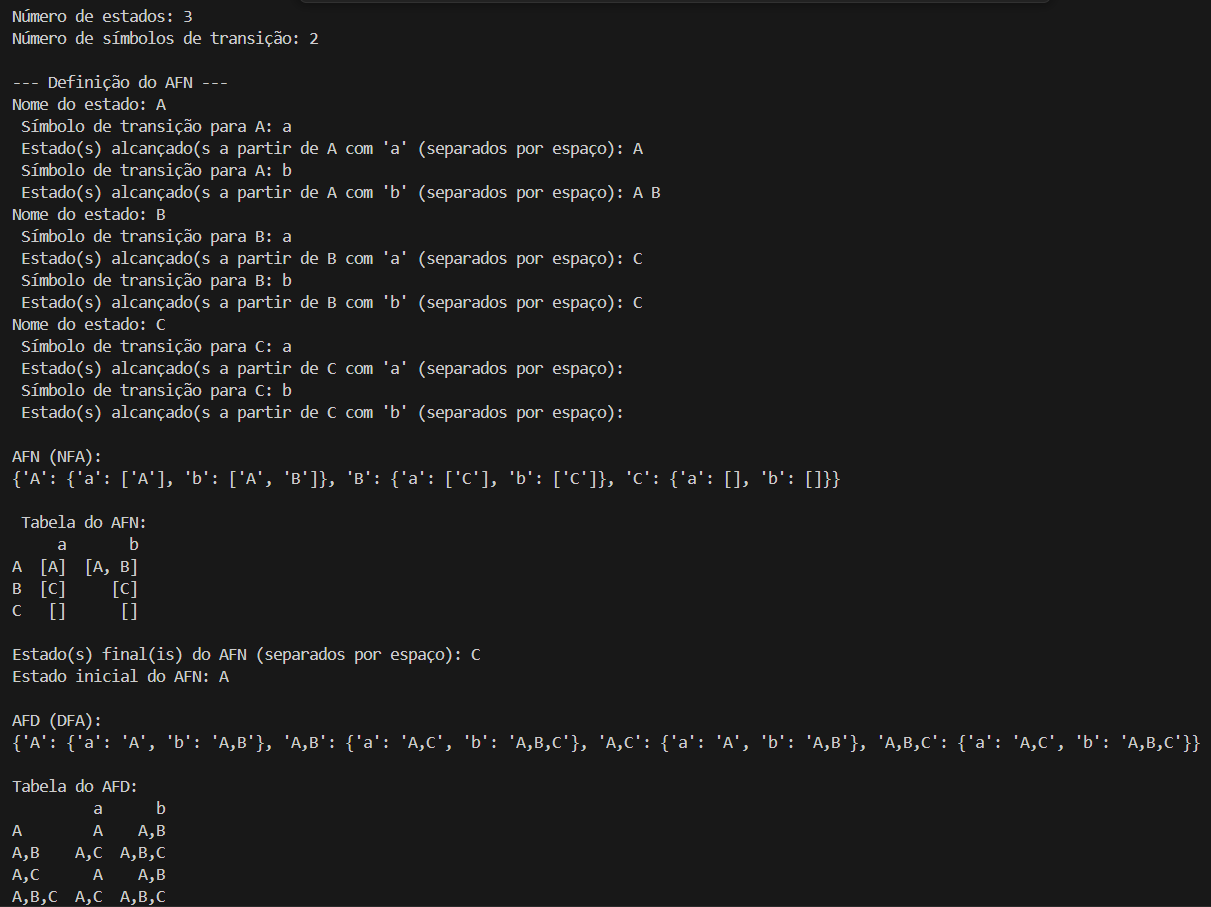 Número de estados: 3
Número de símbolos de transição: 2
--- Definição do AFN ---
Nome do estado: A
Símbolo de transição para A: a
Estado(s) alcançado(s a partir de A com 'a' (separados por espaço): A
Símbolo de transição para A: b
Estado(s) alcançado(s a partir de A com 'b' (separados por espaço): A B
Nome do estado: B
Símbolo de transição para B: a
Estado(s) alcançado(s a partir de B com 'a' (separados por espaço): C
Símbolo de transição para B: b
Estado(s) alcançado(s a partir de B com 'b' (separados por espaço): C
Nome do estado: C
Símbolo de transição para C: a
Estado(s) alcançado(s a partir de C com 'a' (separados por espaço):
Símbolo de transição para C: b
Estado(s) alcançado(s a partir de C com 'b' (separados por espaço):
AFN (NFA):
{'A': {'a': ['A'], 'b': ['A', 'B']}, 'B': {'a': ['C'], 'b': ['C']}, 'C': {'a': [], 'b': []}}
Tabela do AFN:
a b
A [A] [A, B]
B [C] [C]
C [] []
Estado(s) final(is) do AFN (separados por espaço): C
Estado inicial do AFN: A
AFD (DFA):
{'A': {'a': 'A', 'b': 'A,B'}, 'A,B': {'a': 'A,C', 'b': 'A,B,C'}, 'A,C': {'a': 'A', 'b': 'A,B'}, 'A,B,C': {'a': 'A,C', 'b': 'A,B,C'}}
Tabela do AFD:
a b
A A A,B
A,B A,C A,B,C
A,C A A,B
A,B,C A,C A,B,C